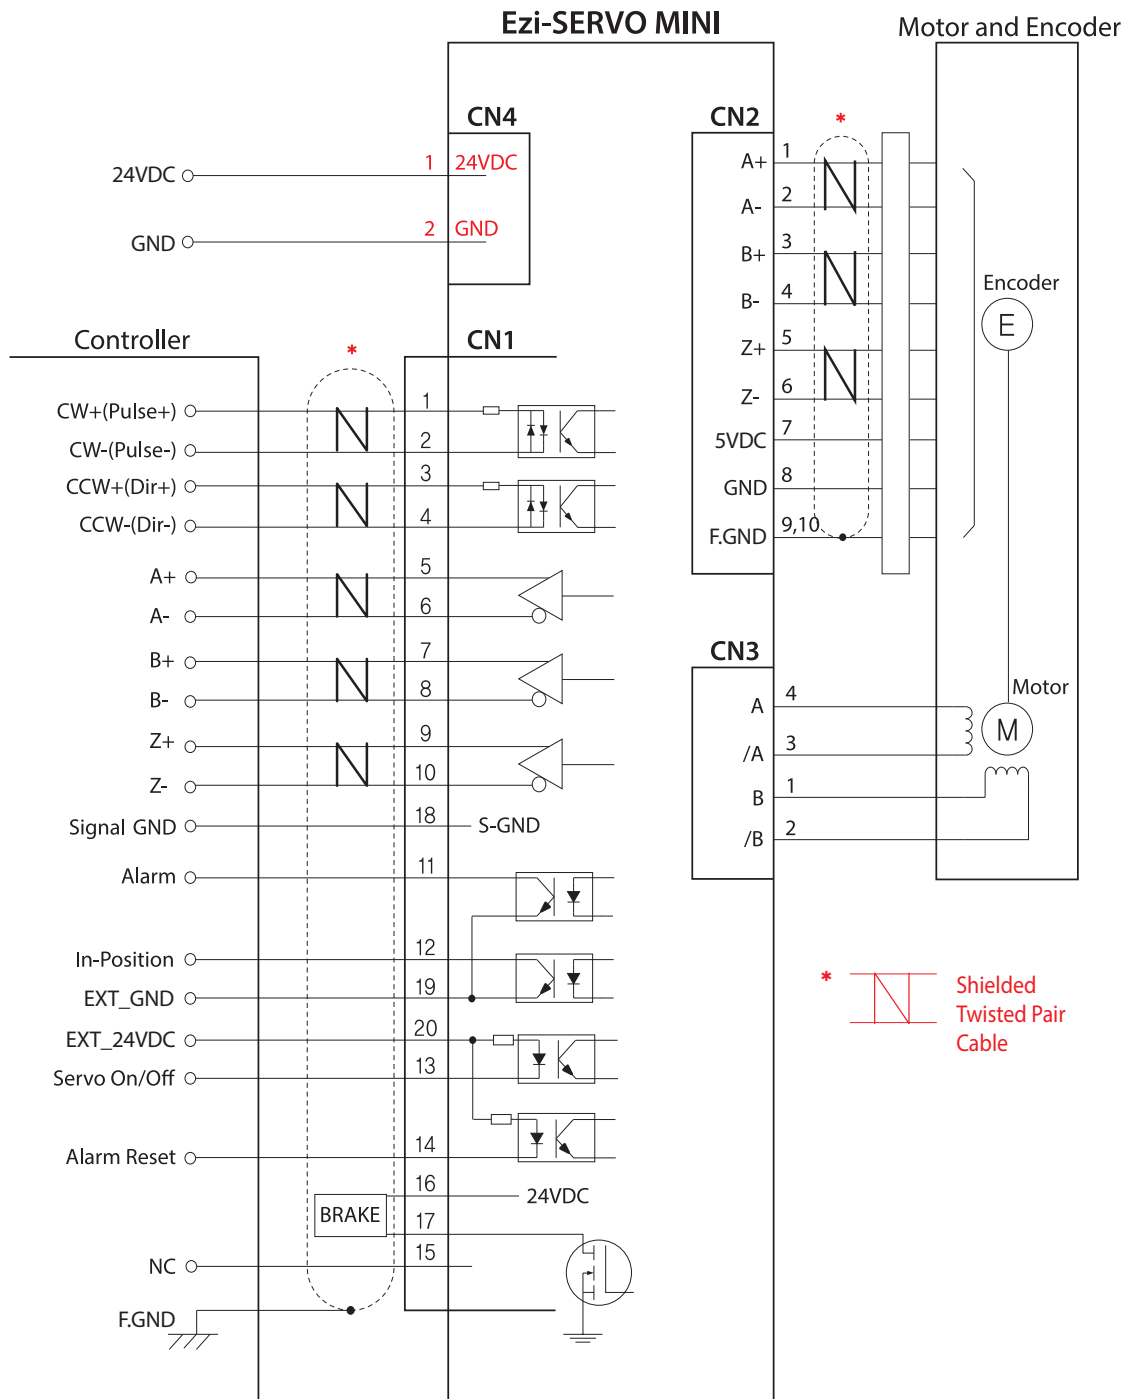 Ezi-SERVO MINI
Motor and Encoder
CN4
24VDC
1
24VDC
GND
2
GND
CN2
*
A+
1
A-
2
B+
3
B-
4
Z+
5
Z-
6
5VDC
7
GND
8
F.GND
9,10
Encoder
E
Controller
*
CN1
CW+(Pulse+)
1
CW-(Pulse-)
2
CCW+(Dir+)
3
CCW-(Dir-)
4
A+
5
A-
6
B+
7
B-
8
Z+
9
Z-
10
Signal GND
18
S-GND
Alarm
11
In-Position
12
EXT_GND
19
EXT_24VDC
20
Servo On/Off
13
Alarm Reset
14
BRAKE
16
24VDC
17
NC
15
F.GND
CN3
A
4
/A
3
B
1
/B
2
Motor
M
*
Shielded
Twisted Pair
Cable